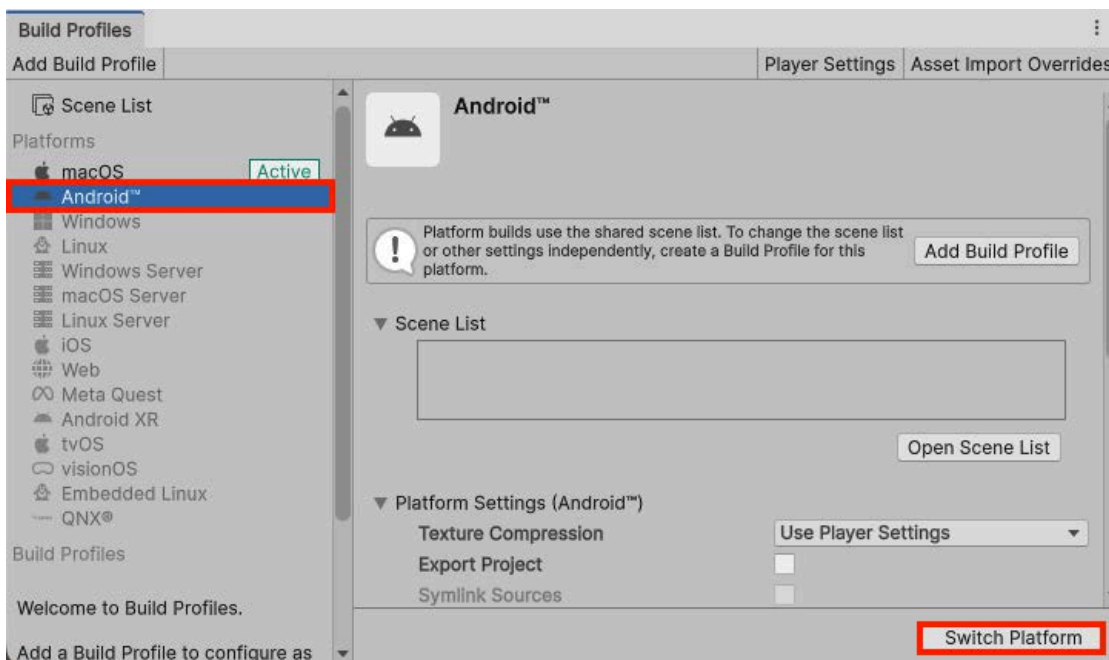 Build Profiles
Add Build Profile
Player Settings
Asset Import Overrides
Scene List
Platforms
macOS
Active
Android™
Windows
Linux
Windows Server
macOS Server
Linux Server
iOS
Web
Meta Quest
Android XR
tvOS
visionOS
Embedded Linux
QNX®
Build Profiles
Welcome to Build Profiles.
Add a Build Profile to configure as
Android™
Platform builds use the shared scene list. To change the scene list
or other settings independently, create a Build Profile for this
platform.
Add Build Profile
Scene List
Open Scene List
Platform Settings (Android™)
Texture Compression
Use Player Settings
Export Project
Symlink Sources
Switch Platform